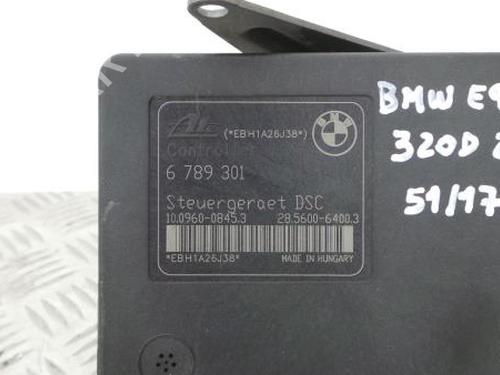 Ate (*EBH1A26J38*) BMW
Controller
6 789 301
Steuergeraet DSC
10.0960-0845.3 28.5600-6400.3
*EBH1A26J38* MADE IN HUNGARY
BMW E9
320D
51/17